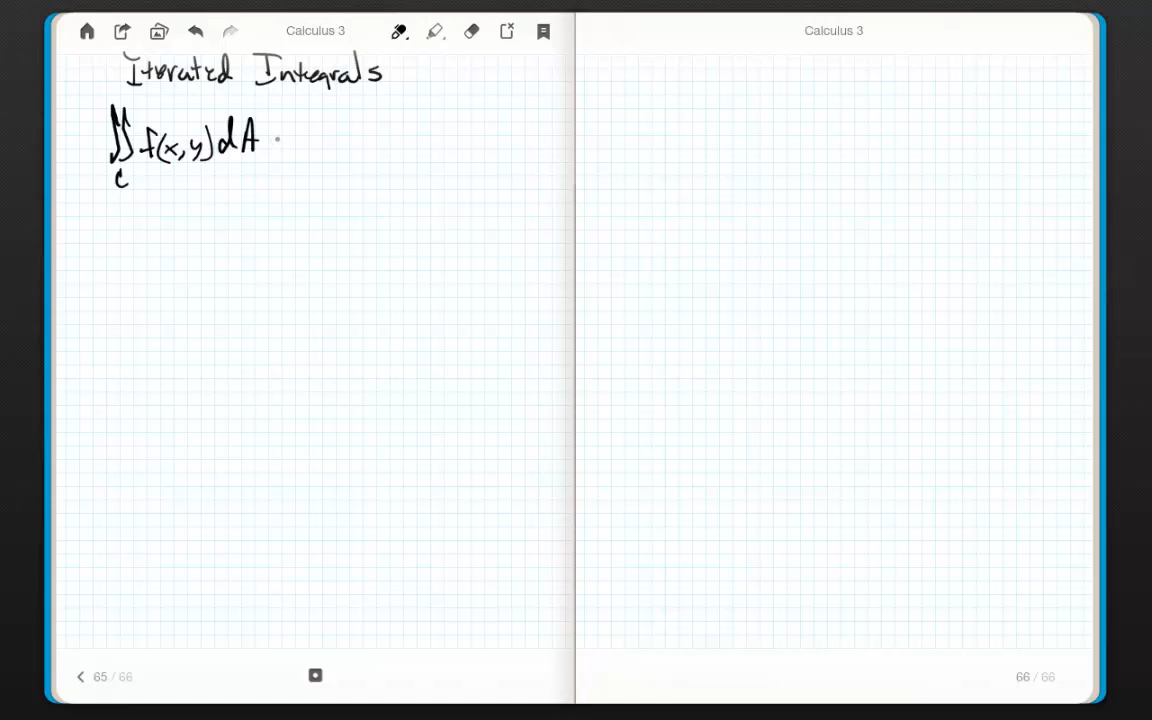 Calculus 3
Iterated Integrals
∬ f(x,y) dA
C
65 / 66
Calculus 3
66 / 66